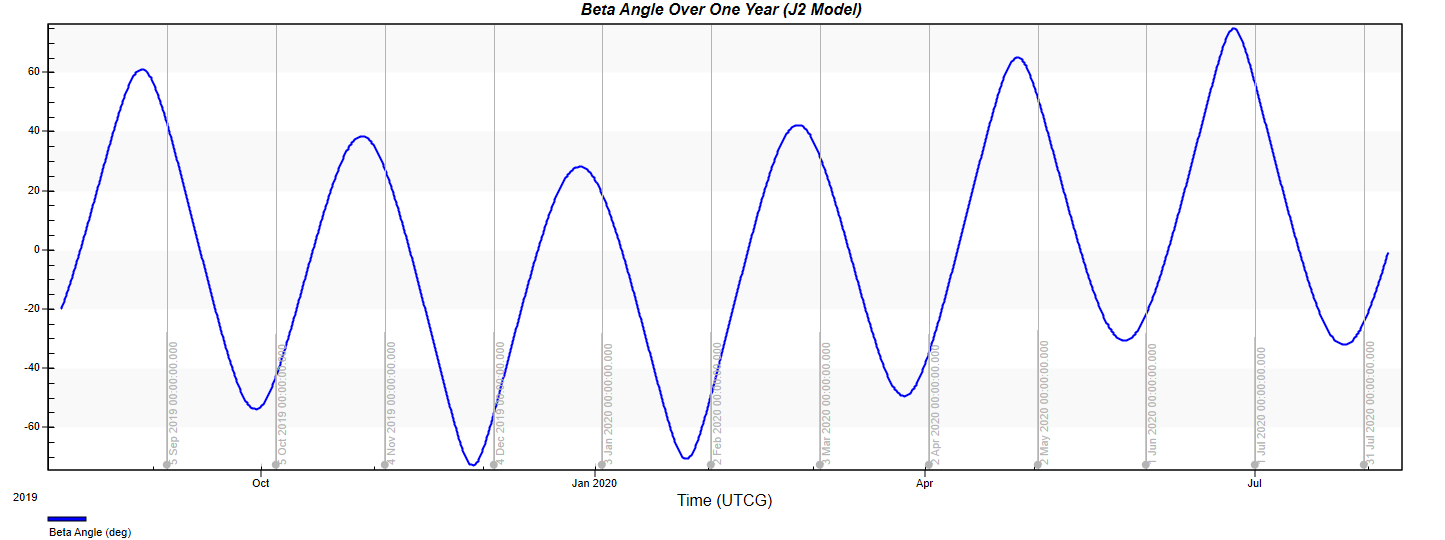 Beta Angle Over One Year (J2 Model)
60
40
20
0
-20
-40
-60
5 Sep 2019 00:00:00.000
5 Oct 2019 00:00:00.000
4 Nov 2019 00:00:00.000
4 Dec 2019 00:00:00.000
3 Jan 2020 00:00:00.000
2 Feb 2020 00:00:00.000
3 Mar 2020 00:00:00.000
2 Apr 2020 00:00:00.000
2 May 2020 00:00:00.000
1 Jun 2020 00:00:00.000
1 Jul 2020 00:00:00.000
31 Jul 2020 00:00:00.000
Oct
Jan 2020
Apr
Jul
2019
Time (UTCG)
Beta Angle (deg)